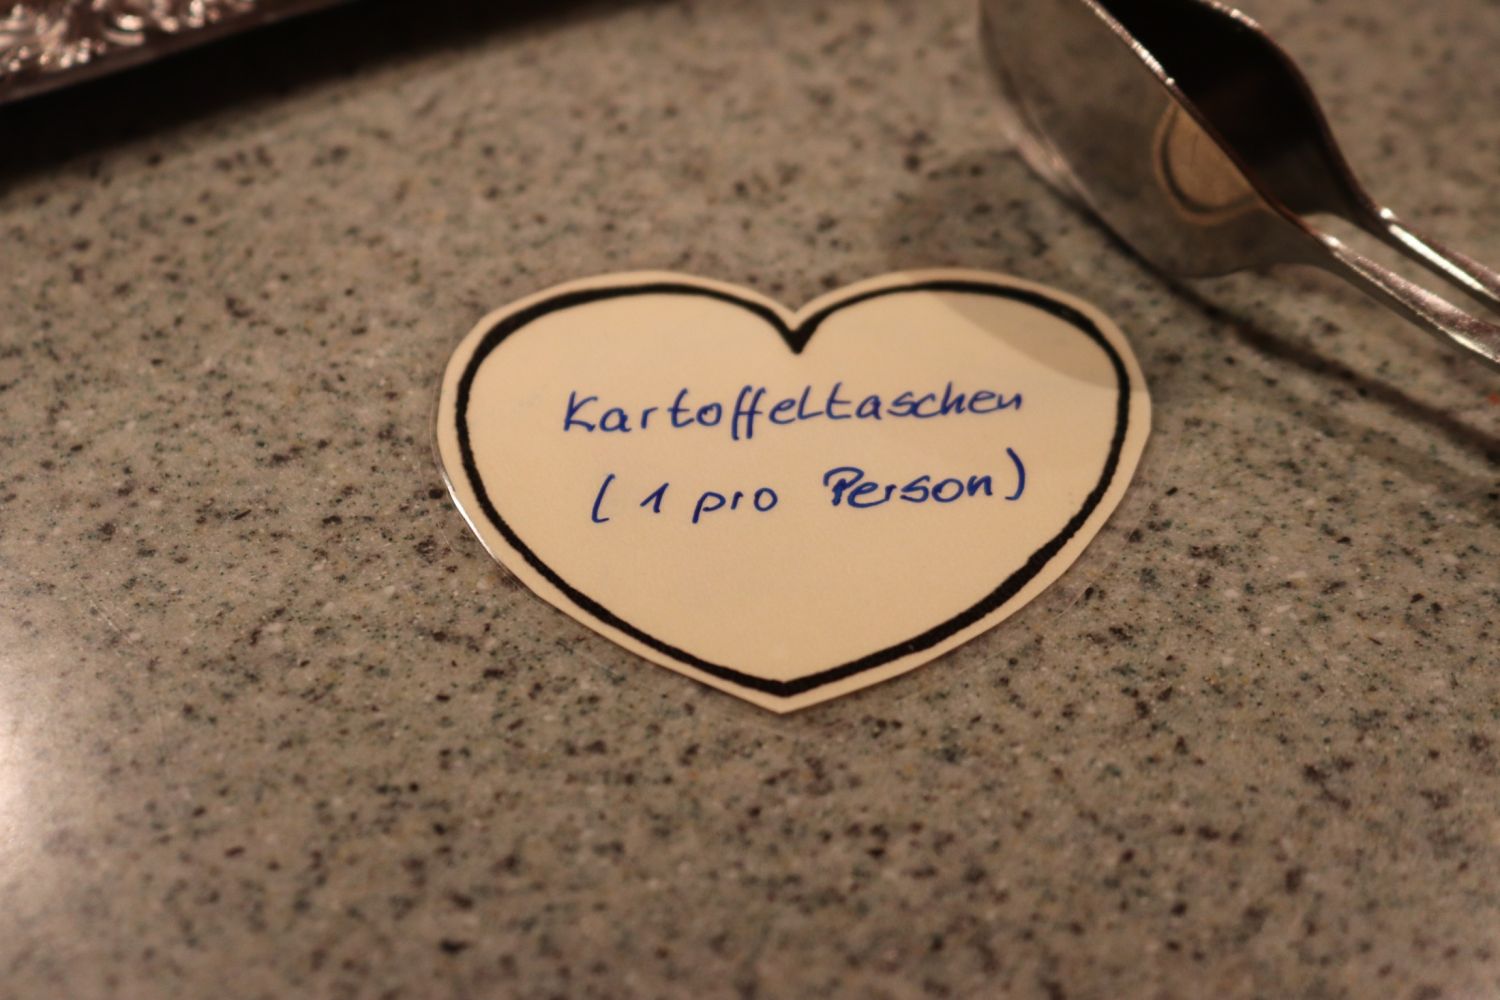 Kartoffeltaschen
(1 pro Person)